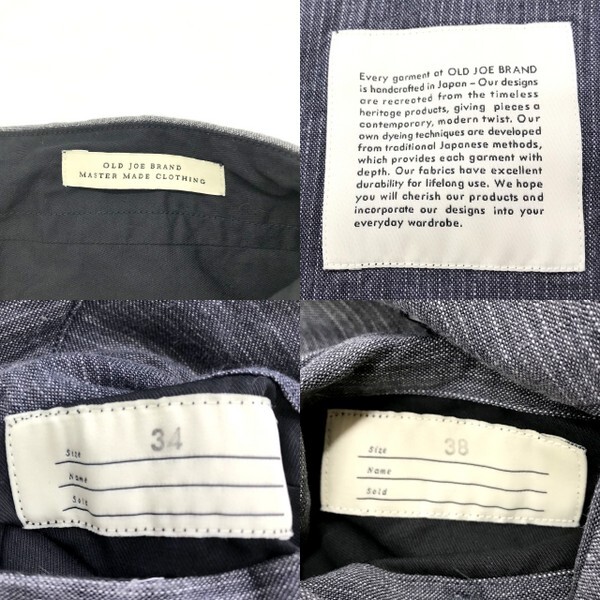 OLD JOE BRAND
MASTER MADE CLOTHING
Every garment at OLD JOE BRAND
is handcrafted in Japan – Our designs
are recreated from the timeless
heritage products, giving pieces a
contemporary, modern twist. Our
own dyeing techniques are developed
from traditional Japanese methods,
which provides each garment with
depth. Our fabrics have excellent
durability for lifelong use. We hope
you will cherish our products and
incorporate our designs into your
everyday wardrobe.
Size 34
Name
Sold
Size 38
Name
Sold